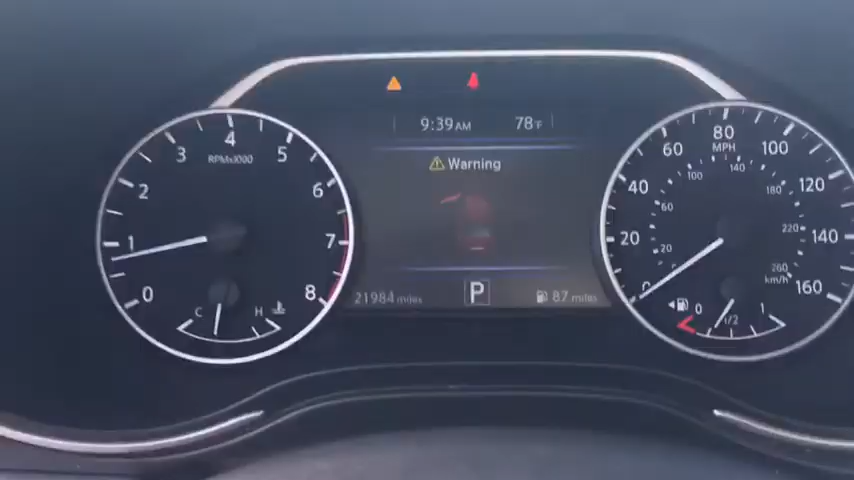 9:39 AM 78°F
Warning
P
21984 miles 87 miles
0 1 2 3 4 5 6 7 8
RPMx1000
C H
0 20 40 60 80 100 120 140 160
MPH
20 60 100 140 180 220 260
km/h
0 1/2 1